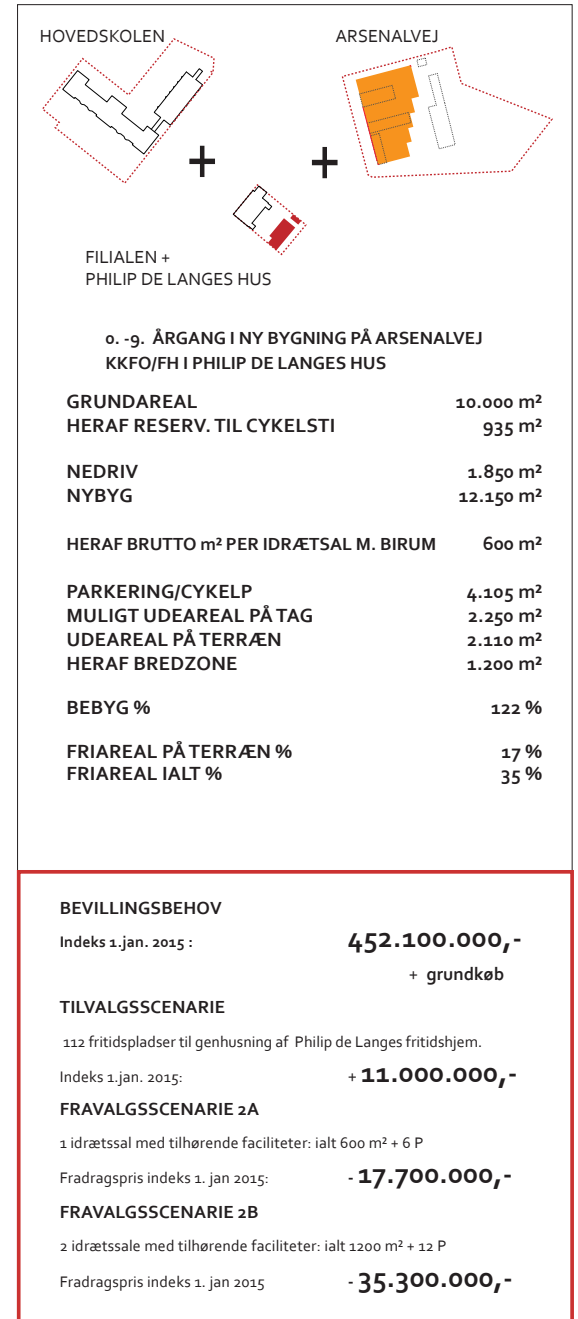 HOVEDSKOLEN ARSENALVEJ
+ +
FILIALEN +
PHILIP DE LANGES HUS
0. -9. ÅRGANG I NY BYGNING PÅ ARSENALVEJ
KKFO/FH I PHILIP DE LANGES HUS
GRUNDAREAL 10.000 m²
HERAF RESERV. TIL CYKELSTI 935 m²
NEDRIV 1.850 m²
NYBYG 12.150 m²
HERAF BRUTTO m² PER IDRÆTSAL M. BIRUM 600 m²
PARKERING/CYKELP 4.105 m²
MULIGT UDEAREAL PÅ TAG 2.250 m²
UDEAREAL PÅ TERRÆN 2.110 m²
HERAF BREDZONE 1.200 m²
BEBYG % 122 %
FRIAREAL PÅ TERRÆN % 17 %
FRIAREAL IALT % 35 %
BEVILLINGSBEHOV
Indeks 1.jan. 2015 : 452.100.000,-
+ grundkøb
TILVALGSSCENARIE
112 fritidspladser til genhusning af Philip de Langes fritidshjem.
Indeks 1.jan. 2015: + 11.000.000,-
FRAVALGSSCENARIE 2A
1 idrætssal med tilhørende faciliteter: ialt 600 m² + 6 P
Fradragspris indeks 1. jan 2015: - 17.700.000,-
FRAVALGSSCENARIE 2B
2 idrætssale med tilhørende faciliteter: ialt 1200 m² + 12 P
Fradragspris indeks 1. jan 2015 - 35.300.000,-